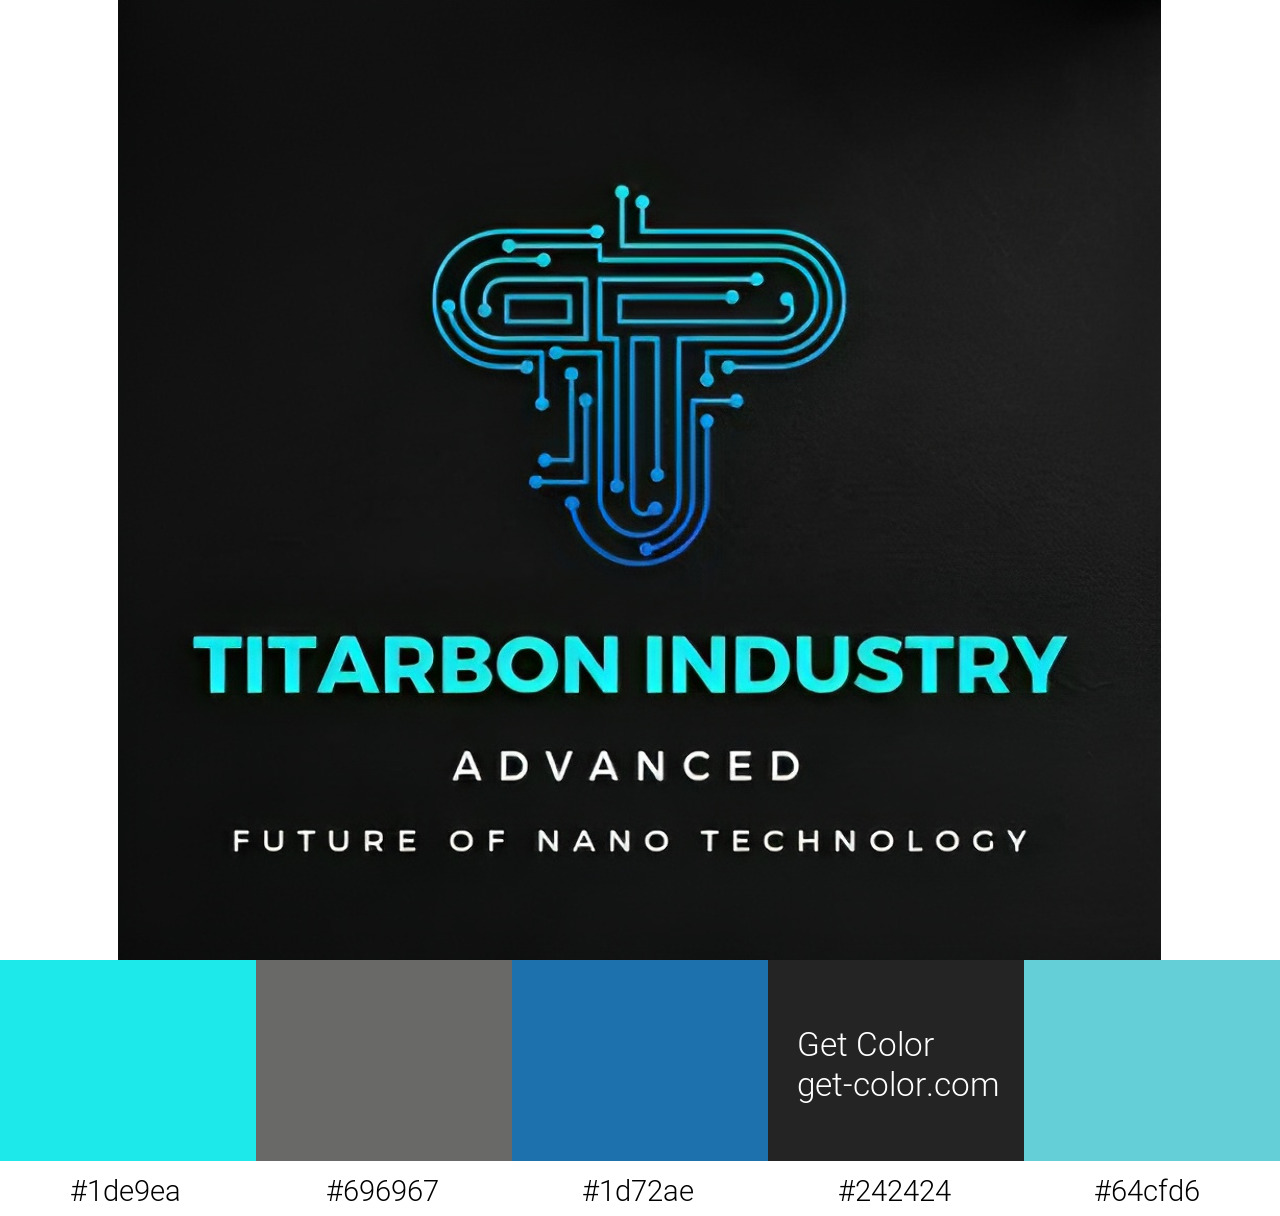 TITARBON INDUSTRY
ADVANCED
FUTURE OF NANO TECHNOLOGY
Get Color
get-color.com
#1de9ea
#696967
#1d72ae
#242424
#64cfd6